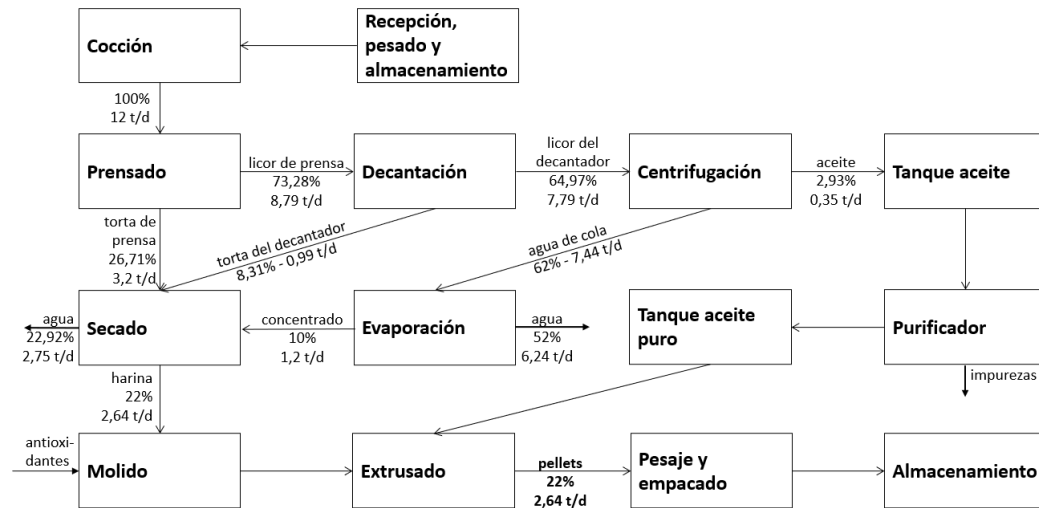 Cocción
Recepción,
pesado y
almacenamiento
100%
12 t/d
Prensado
licor de prensa
73,28%
8,79 t/d
Decantación
licor del
decantador
64,97%
7,79 t/d
Centrifugación
aceite
2,93%
0,35 t/d
Tanque aceite
torta de
prensa
26,71%
3,2 t/d
torta del decantador
8,31% - 0,99 t/d
agua de cola
62% - 7,44 t/d
agua
22,92%
2,75 t/d
Secado
concentrado
10%
1,2 t/d
Evaporación
agua
52%
6,24 t/d
Tanque aceite
puro
Purificador
impurezas
harina
22%
2,64 t/d
antioxi-
dantes
Molido
Extrusado
pellets
22%
2,64 t/d
Pesaje y
empacado
Almacenamiento